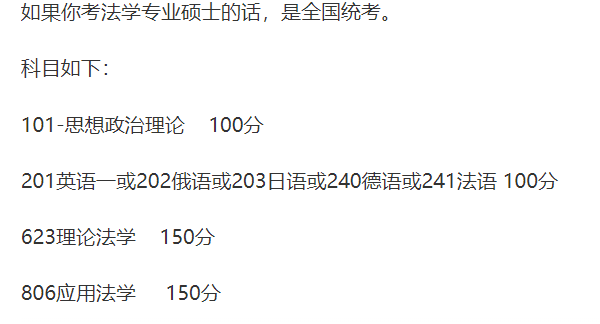 如果你考法学专业硕士的话，是全国统考。
科目如下：
101-思想政治理论    100分
201英语一或202俄语或203日语或240德语或241法语 100分
623理论法学    150分
806应用法学     150分